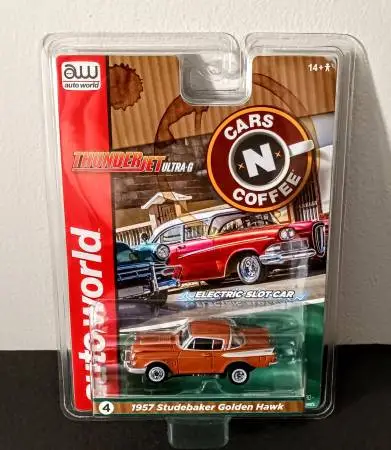 aw
auto world
14+
CARS
N
COFFEE
THUNDERJET ULTRA-G
ELECTRIC SLOT CAR
autoworld
4
1957 Studebaker Golden Hawk